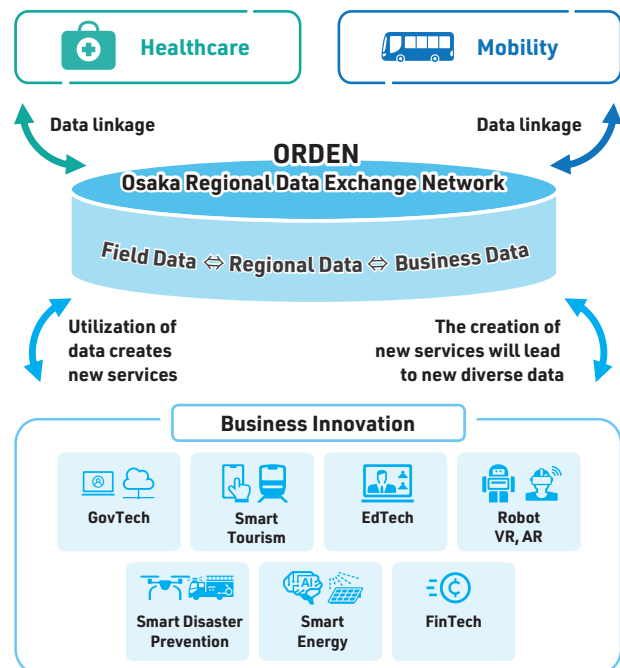 Healthcare
Mobility
Data linkage
Data linkage
ORDEN
Osaka Regional Data Exchange Network
Field Data ⇔ Regional Data ⇔ Business Data
Utilization of
data creates
new services
The creation of
new services will lead
to new diverse data
Business Innovation
GovTech
Smart
Tourism
EdTech
Robot
VR, AR
Smart Disaster
Prevention
AI
Smart
Energy
FinTech